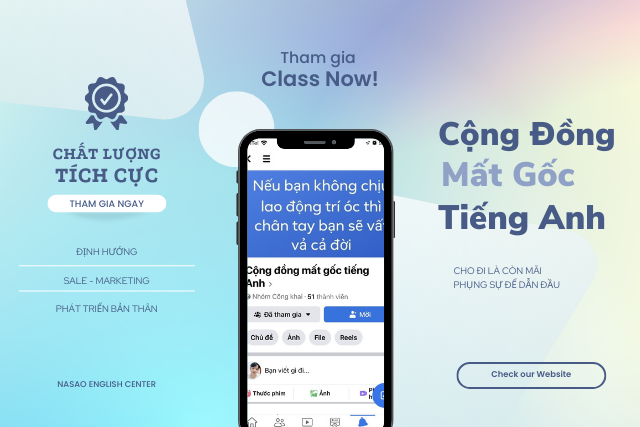 Tham gia
Class Now!
CHẤT LƯỢNG
TÍCH CỰC
THAM GIA NGAY
ĐỊNH HƯỚNG
SALE - MARKETING
PHÁT TRIỂN BẢN THÂN
NASAO ENGLISH CENTER
Nếu bạn không chịu
lao động trí óc thì
chân tay bạn sẽ vất
vả cả đời
Cộng đồng mất gốc tiếng
Anh >
Nhóm Công khai · 51 thành viên
Đã tham gia
Mời
Chủ đề
Ảnh
File
Reels
Bạn viết gì đi...
Thước phim
Ảnh
Cộng Đồng
Mất Gốc
Tiếng Anh
CHO ĐI LÀ CÒN MÃI
PHỤNG SỰ ĐỂ DẪN ĐẦU
Check our Website